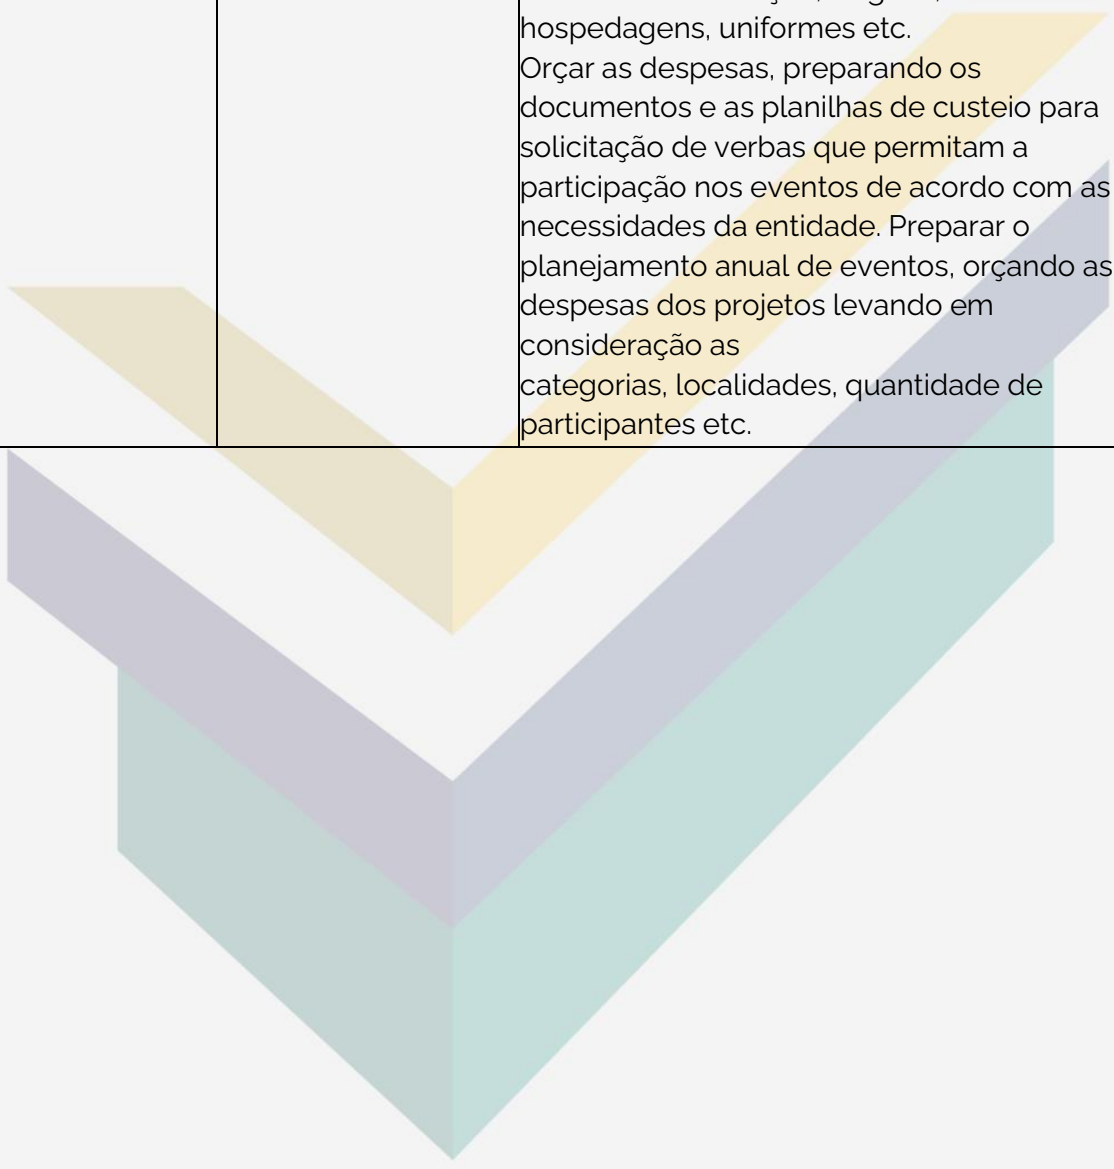 hospedagens, uniformes etc.
Orçar as despesas, preparando os
documentos e as planilhas de custeio para
solicitação de verbas que permitam a
participação nos eventos de acordo com as
necessidades da entidade. Preparar o
planejamento anual de eventos, orçando as
despesas dos projetos levando em
consideração as
categorias, localidades, quantidade de
participantes etc.